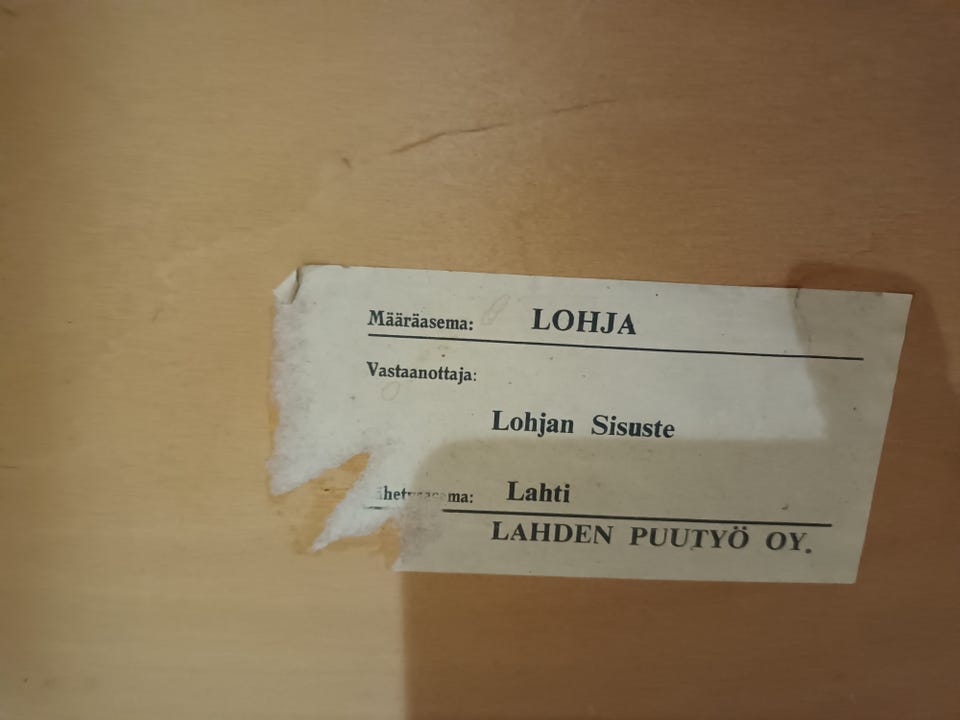 Määräasema: LOHJA
Vastaanottaja:
Lohjan Sisuste
Lahti
LAHDEN PUUTYÖ OY.